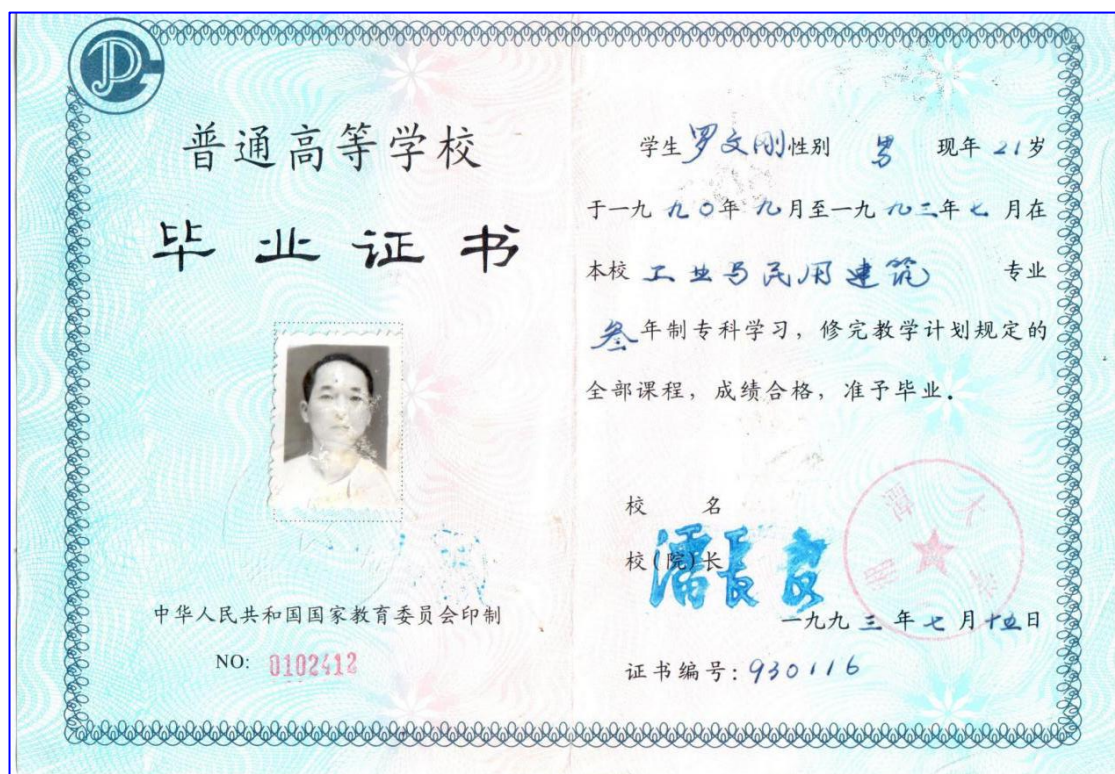 普通高等学校
毕业证书
中华人民共和国国家教育委员会印制
NO: 0102412
学生 罗文刚 性别 男 现年 21岁
于一九九〇年九月至一九九三年七月在
本校 工业与民用建筑 专业
叁年制专科学习，修完教学计划规定的
全部课程，成绩合格，准予毕业.
校 名
校(院)长
一九九三年七月十五日
证书编号: 930116